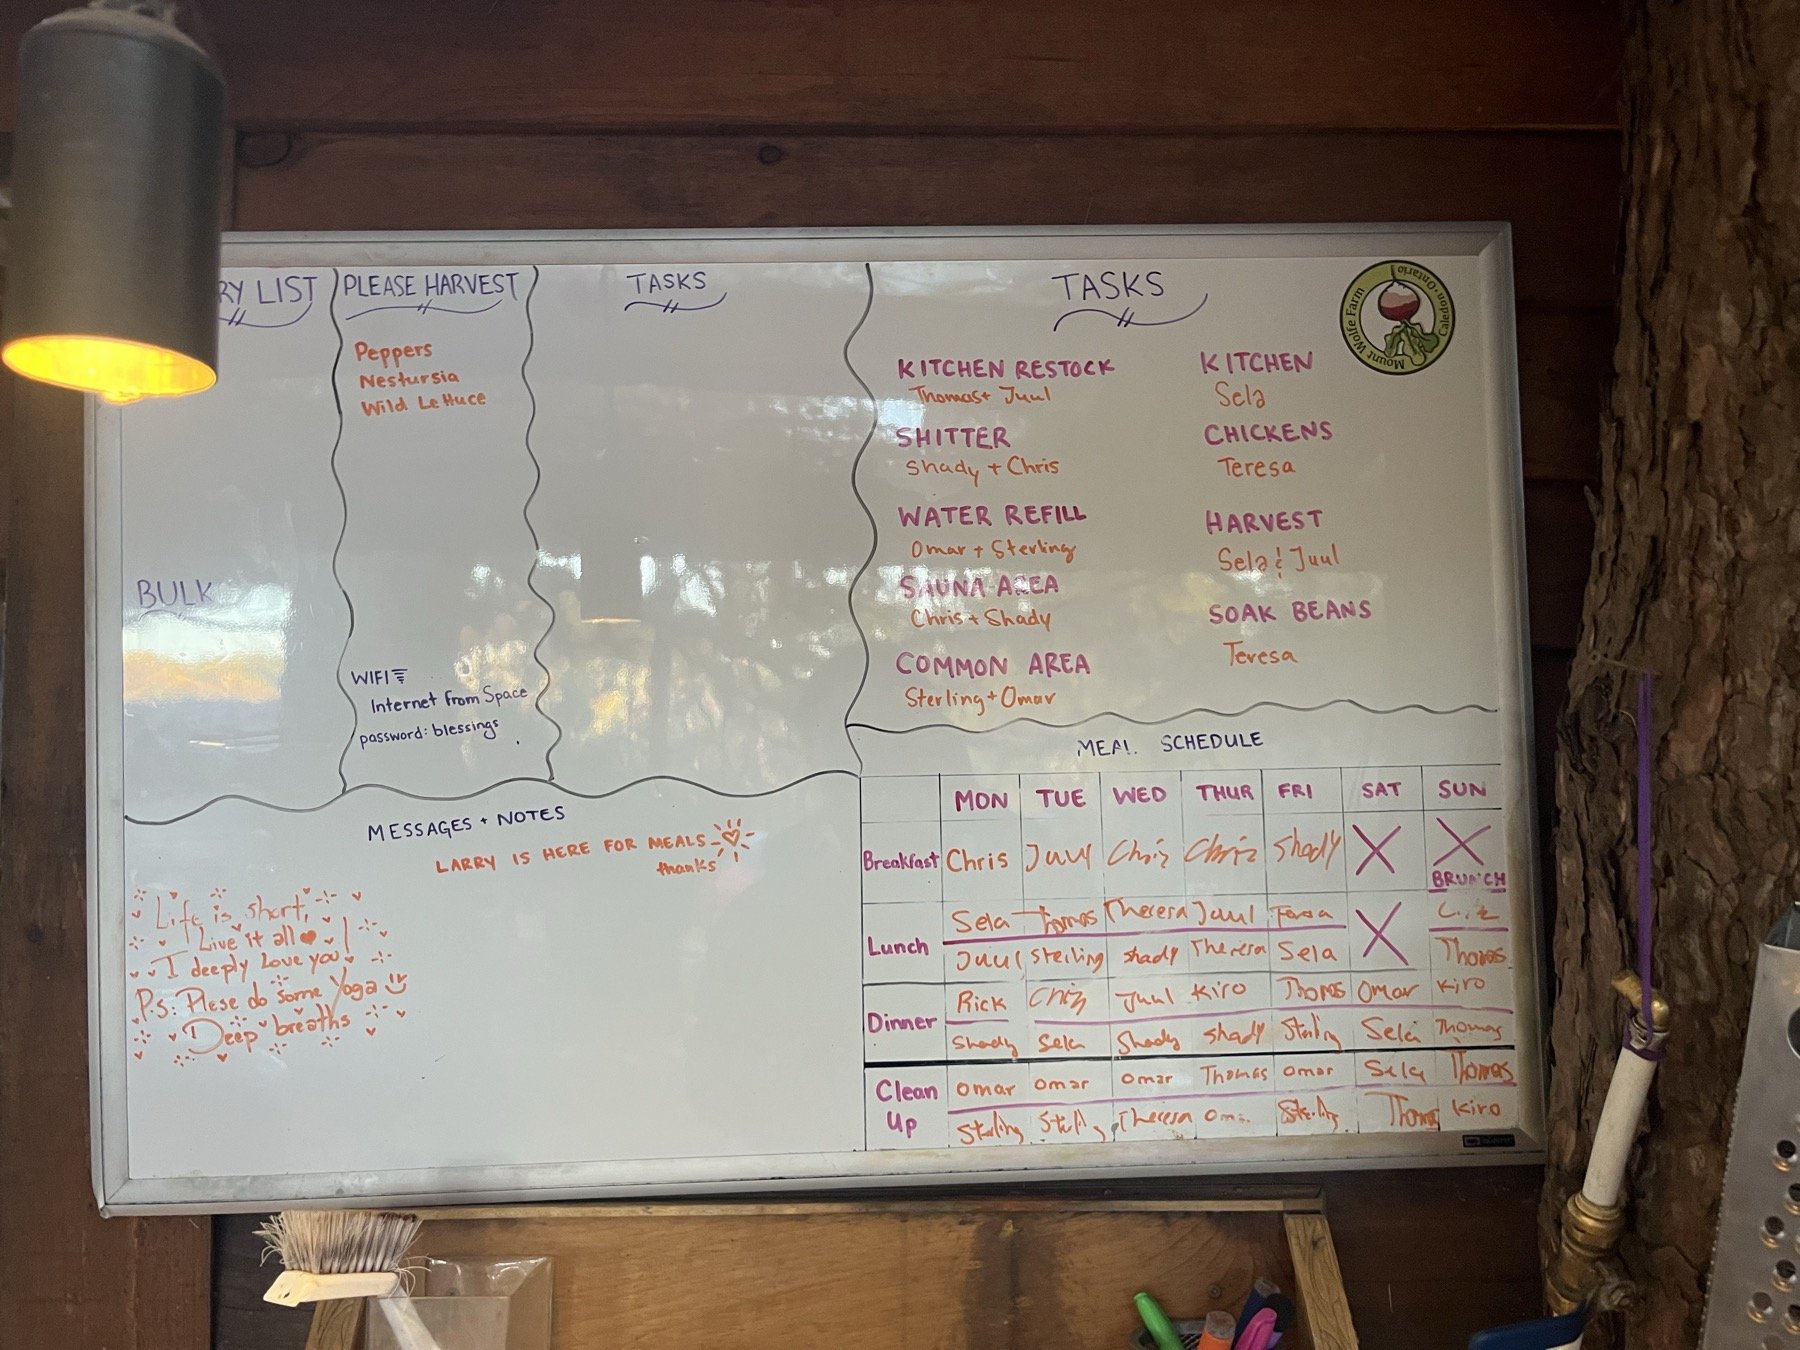 RY LIST
BULK
PLEASE HARVEST
Peppers
Nestursia
Wild Lettuce
WIFI
Internet from Space
password: blessings
TASKS
TASKS
KITCHEN RESTOCK
Thomas + Juul
SHITTER
Shady + Chris
WATER REFILL
Omar + Sterling
SAUNA AREA
Chris + Shady
COMMON AREA
Sterling + Omar
KITCHEN
Sela
CHICKENS
Teresa
HARVEST
Sela & Juul
SOAK BEANS
Teresa
Mount Wolfe Farm
Caledon • Ontario
MESSAGES + NOTES
LARRY IS HERE FOR MEALS
thanks
Life is short,
Live it all !
I deeply love you!
P.S: Plese do some Yoga
Deep breaths
MEAL SCHEDULE
MON TUE WED THUR FRI SAT SUN
Breakfast Chris Juul Chris Chris Shady X X
BRUNCH
Lunch
Sela Thomas Theresa Juul X
Juul Sterling shady Theresa Sela Thomas
Dinner
Rick Chris Juul Kiro Thomas Omar Kiro
Shady Sela Shady Shady Sterling Sela Thomas
Clean Up
Omar Omar Omar Thomas Omar Sela Thomas
Sterling Sterling Theresa Sterling Thomas Kiro